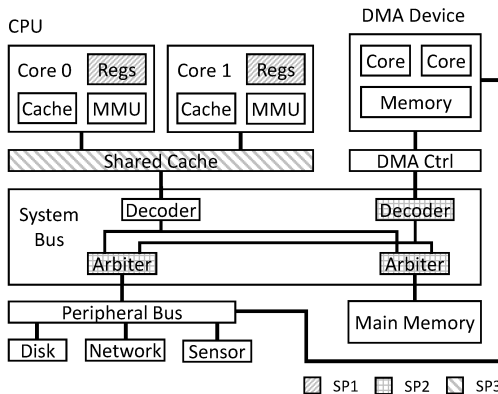 CPU
DMA Device
Core 0
Regs
Core 1
Regs
Core
Core
Cache
MMU
Cache
MMU
Memory
Shared Cache
DMA Ctrl
System
Bus
Decoder
Decoder
Arbiter
Arbiter
Peripheral Bus
Main Memory
Disk
Network
Sensor
SP1
SP2
SP3